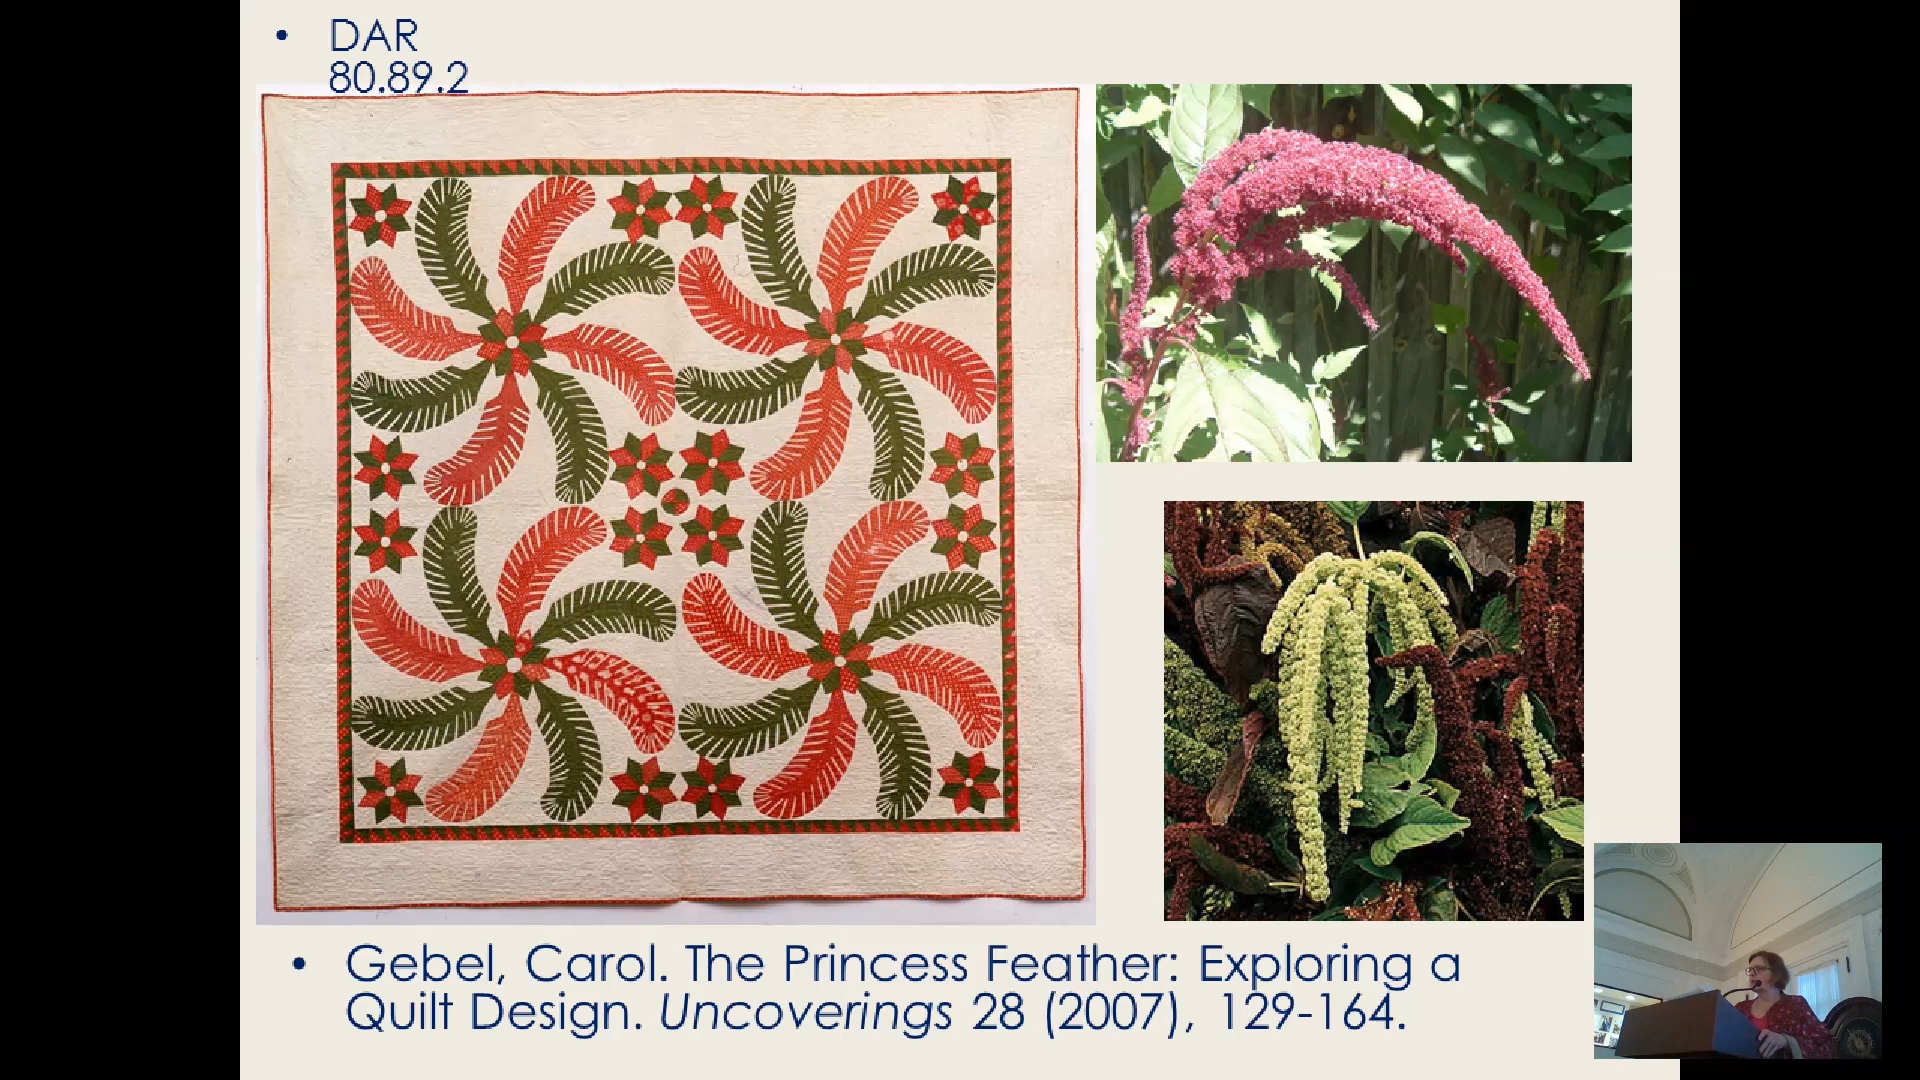 DAR
80.89.2
Gebel, Carol. The Princess Feather: Exploring a
Quilt Design. Uncoverings 28 (2007), 129-164.